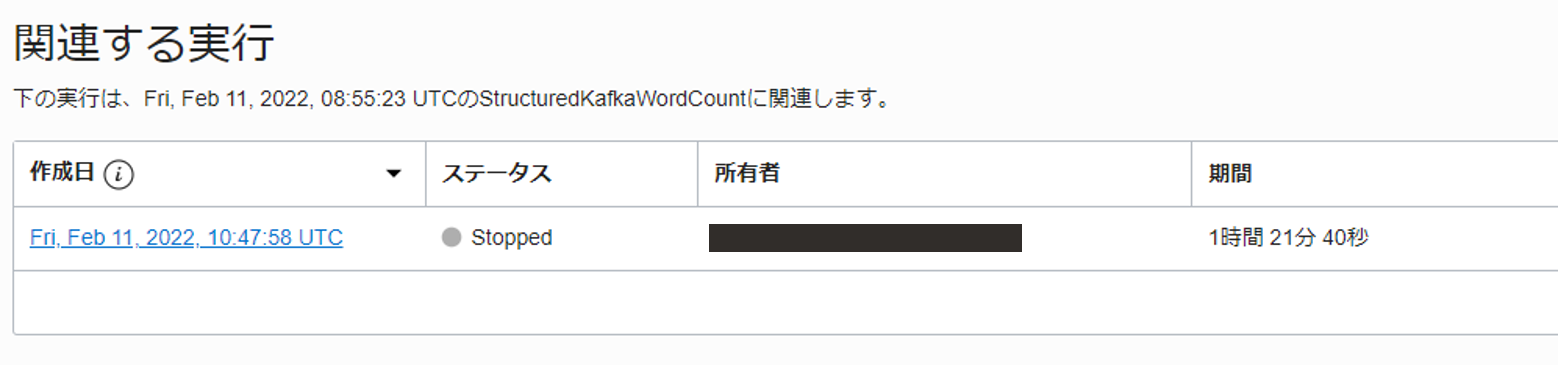 関連する実行
下の実行は、Fri, Feb 11, 2022, 08:55:23 UTCのStructuredKafkaWordCountに関連します。
作成日 i ステータス 所有者 期間
Fri, Feb 11, 2022, 10:47:58 UTC Stopped 1時間 21分 40秒